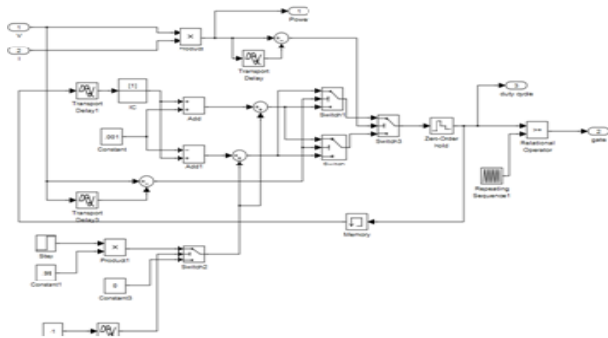 1
V
2
I
×
Product
1
Powe
Transport
Delay
Transport
Delay1
[1]
IC
.001
Constant
Add
Add1
Switch1
Switch
Switch3
Zero-Order
Hold
3
duty cycle
>=
Relational
Operator
2
gate
Repeating
Sequence1
Transport
Delay3
Memory
Step
×
Product1
Constant1
0
Constant3
Switch2